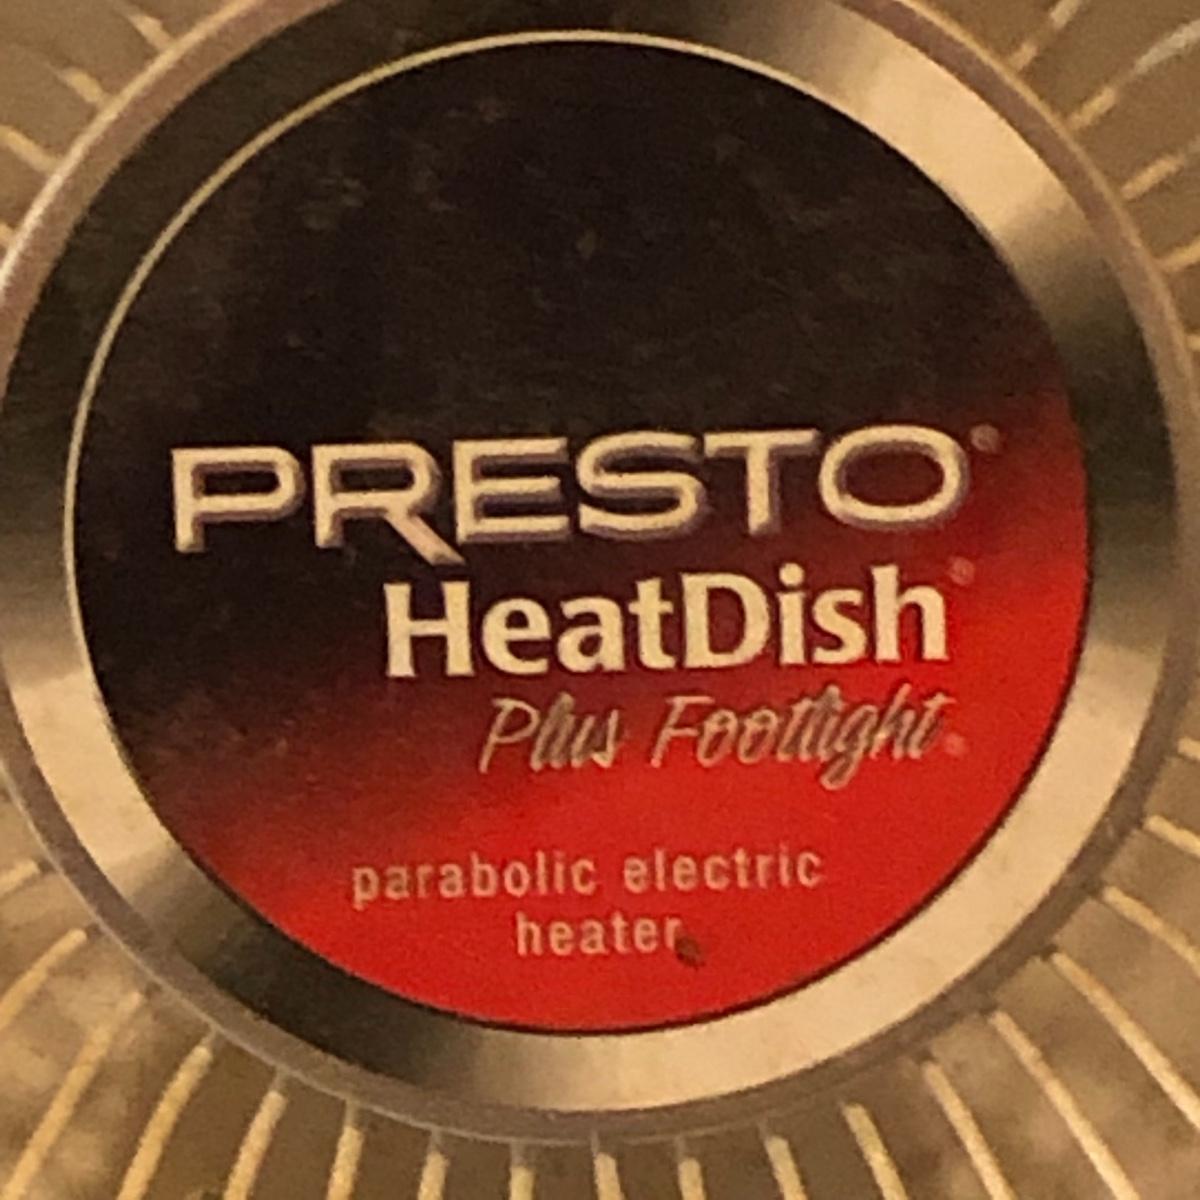 PRESTO®
HeatDish®
Plus Footlight®
parabolic electric
heater